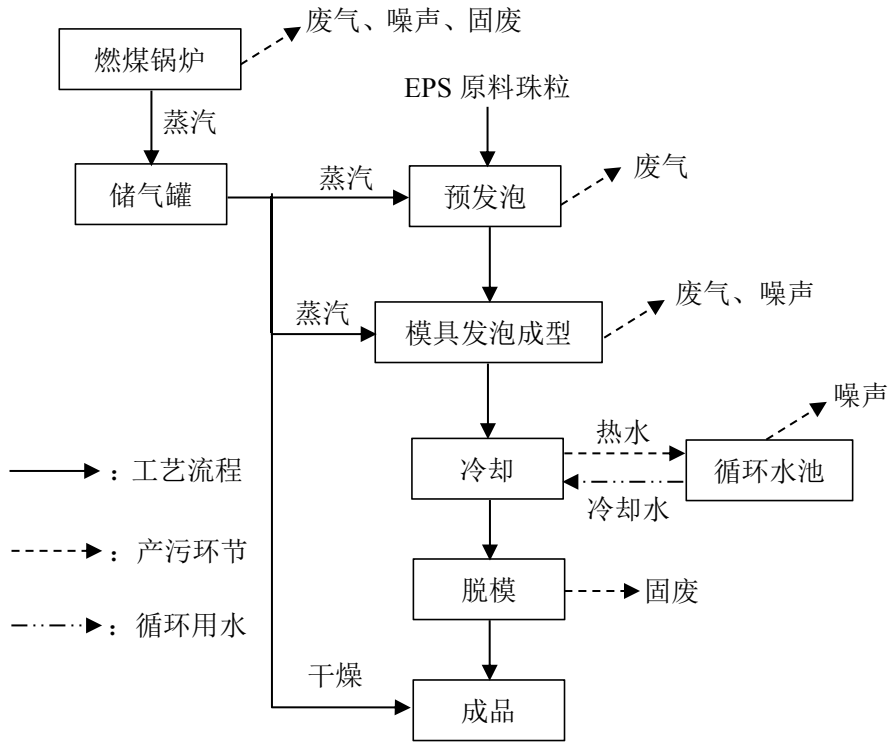 废气、噪声、固废
燃煤锅炉
EPS 原料珠粒
蒸汽
储气罐
蒸汽
预发泡
废气
蒸汽
模具发泡成型
废气、噪声
噪声
热水
冷却
循环水池
冷却水
：工艺流程
：产污环节
脱模
固废
：循环用水
干燥
成品